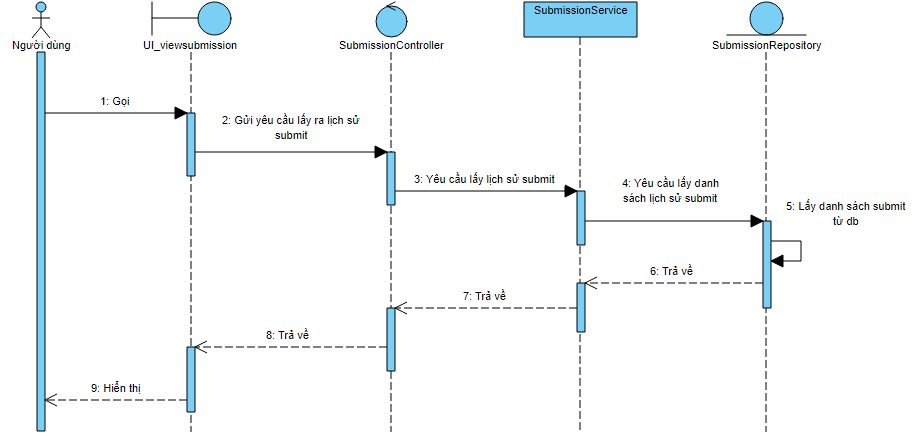 SubmissionService
Người dùng
UI_viewsubmission
SubmissionController
SubmissionRepository
1: Gọi
2: Gửi yêu cầu lấy ra lịch sử
submit
3: Yêu cầu lấy lịch sử submit
4: Yêu cầu lấy danh
sách lịch sử submit
5: Lấy danh sách submit
từ db
6: Trả về
7: Trả về
8: Trả về
9: Hiển thị